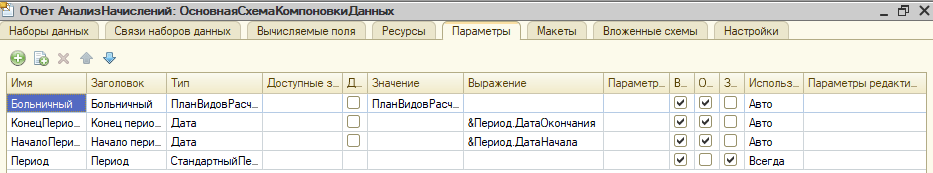 Отчет АнализНачислений: ОсновнаяСхемаКомпоновкиДанных
Наборы данных Связи наборов данных Вычисляемые поля Ресурсы Параметры Макеты Вложенные схемы Настройки
Имя Заголовок Тип Доступные з... Д... Значение Выражение Параметр... В... О... З... Использ... Параметры редакти...
Больничный Больничный ПланВидовРасч... ПланВидовРасч... Авто
КонецПерио... Конец перио... Дата &Период.ДатаОкончания Авто
НачалоПери... Начало пери... Дата &Период.ДатаНачала Авто
Период Период СтандартныйПе... Всегда